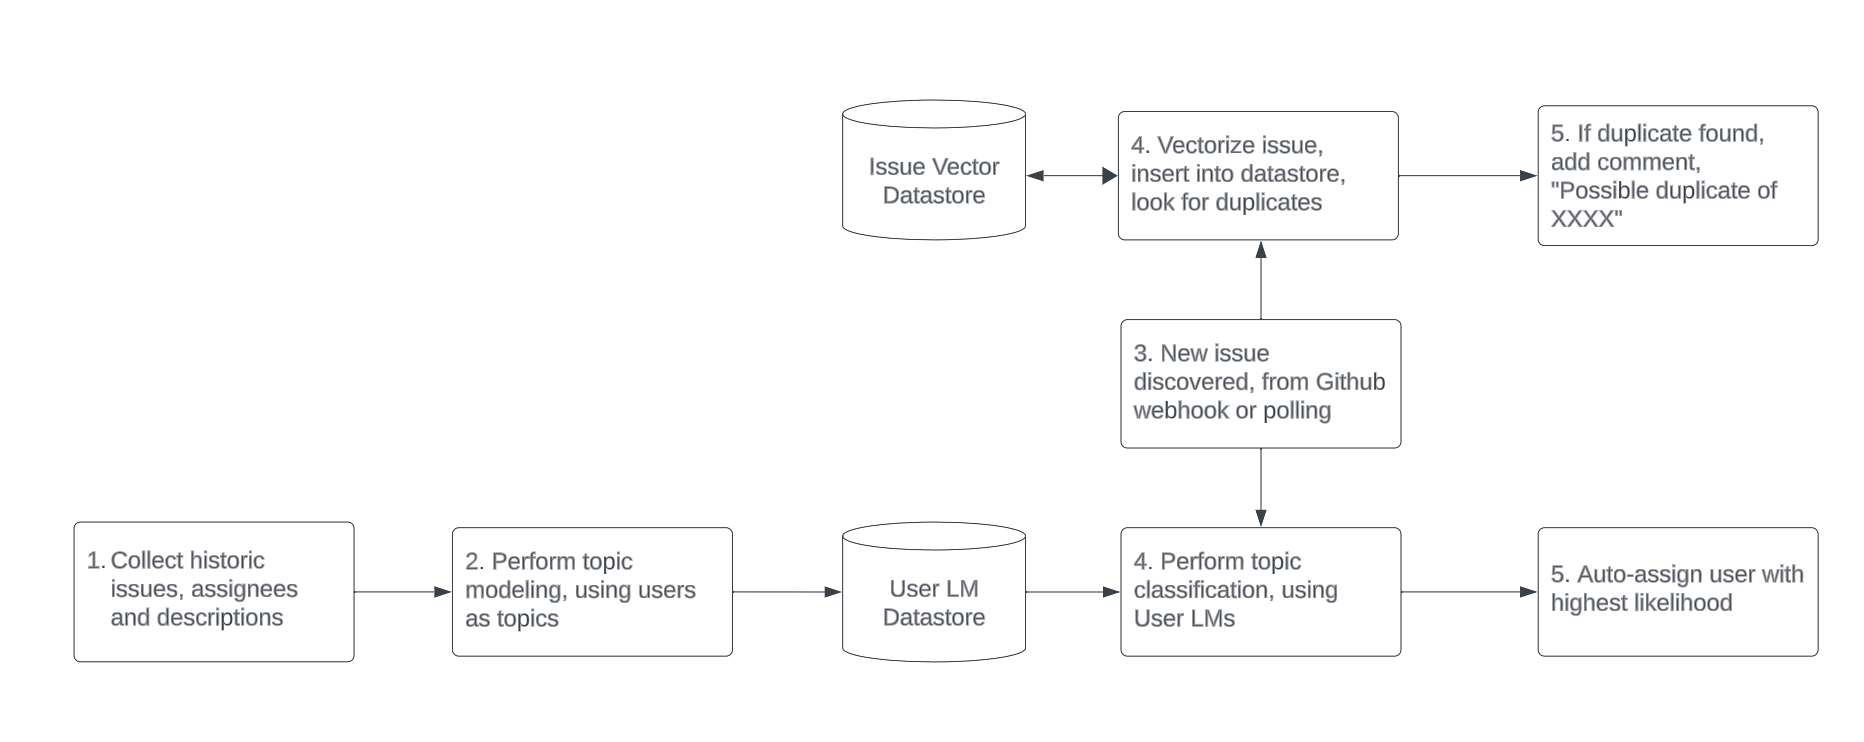 Issue Vector
Datastore
4. Vectorize issue,
insert into datastore,
look for duplicates
5. If duplicate found,
add comment,
"Possible duplicate of
XXXX"
3. New issue
discovered, from Github
webhook or polling
1. Collect historic
issues, assignees
and descriptions
2. Perform topic
modeling, using users
as topics
User LM
Datastore
4. Perform topic
classification, using
User LMs
5. Auto-assign user with
highest likelihood